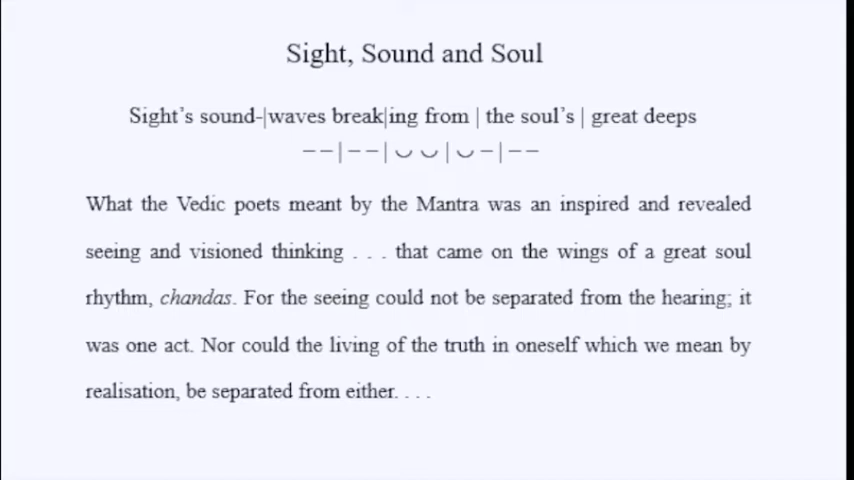 Sight, Sound and Soul
Sight's sound-|waves break|ing from | the soul's | great deeps
– – | – – | ᴗ ᴗ | ᴗ – | – –
What the Vedic poets meant by the Mantra was an inspired and revealed
seeing and visioned thinking . . . that came on the wings of a great soul
rhythm, chandas. For the seeing could not be separated from the hearing; it
was one act. Nor could the living of the truth in oneself which we mean by
realisation, be separated from either. . . .